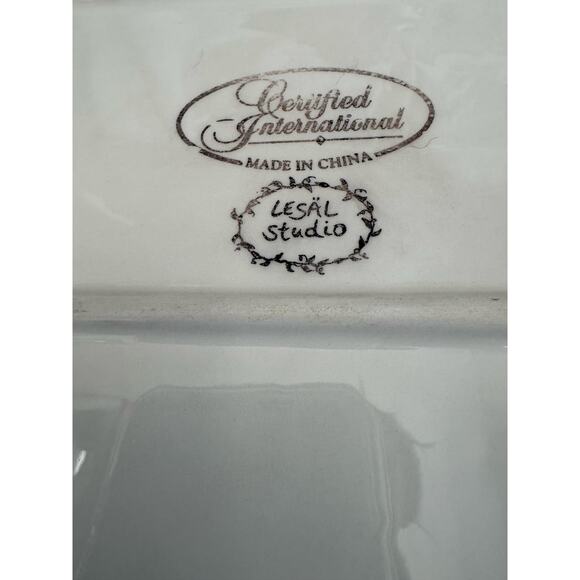 Certified
International
MADE IN CHINA
LESÄL
Studio